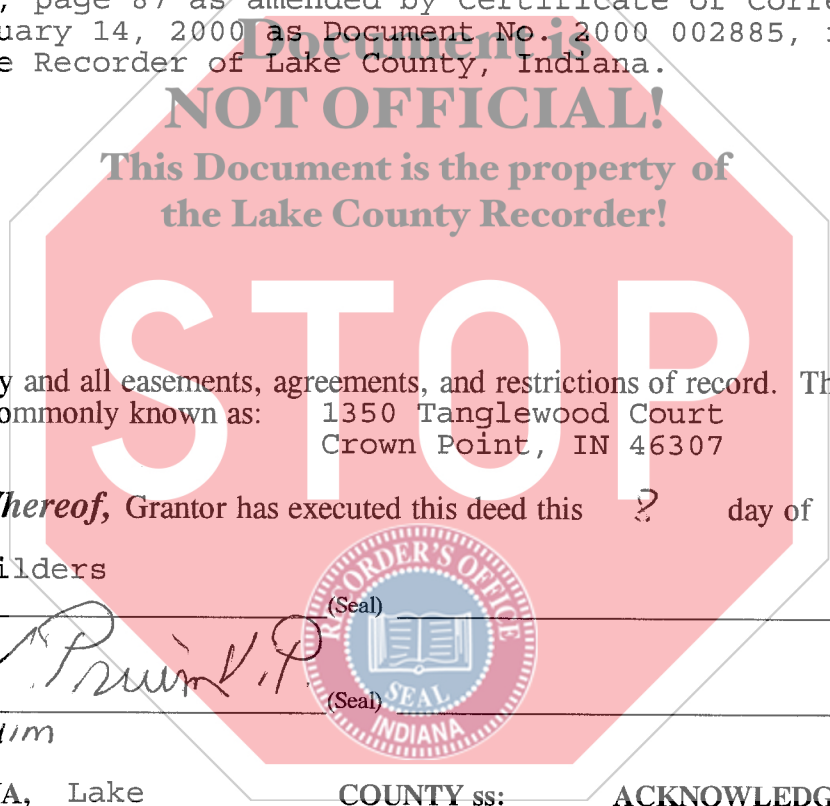 , page 87 as amended by Certificate of Corre
uary 14, 2000 as Document No. 2000 002885, i
e Recorder of Lake County, Indiana.
Document is
NOT OFFICIAL!
This Document is the property of
the Lake County Recorder!
STOP
y and all easements, agreements, and restrictions of record. Th
ommonly known as: 1350 Tanglewood Court
Crown Point, IN 46307
Whereof, Grantor has executed this deed this day of
ilders
(Seal)
Pruim V.P.
(Seal)
uim
RECORDER'S OFFICE
SEAL
INDIANA
A, Lake COUNTY ss: ACKNOWLEDG